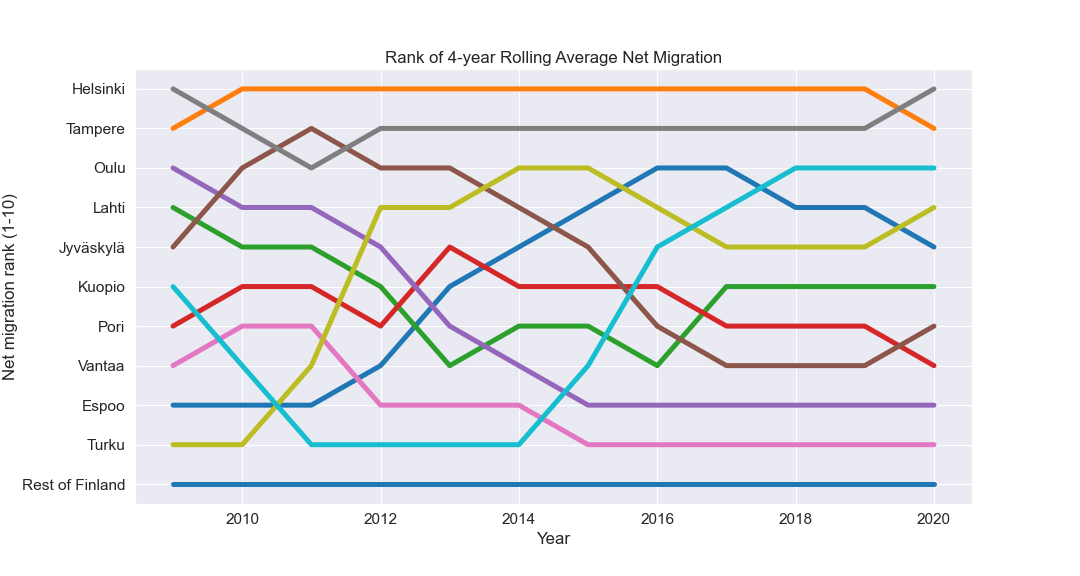 Rank of 4-year Rolling Average Net Migration
Net migration rank (1-10)
Helsinki
Tampere
Oulu
Lahti
Jyväskylä
Kuopio
Pori
Vantaa
Espoo
Turku
Rest of Finland
2010 2012 2014 2016 2018 2020
Year